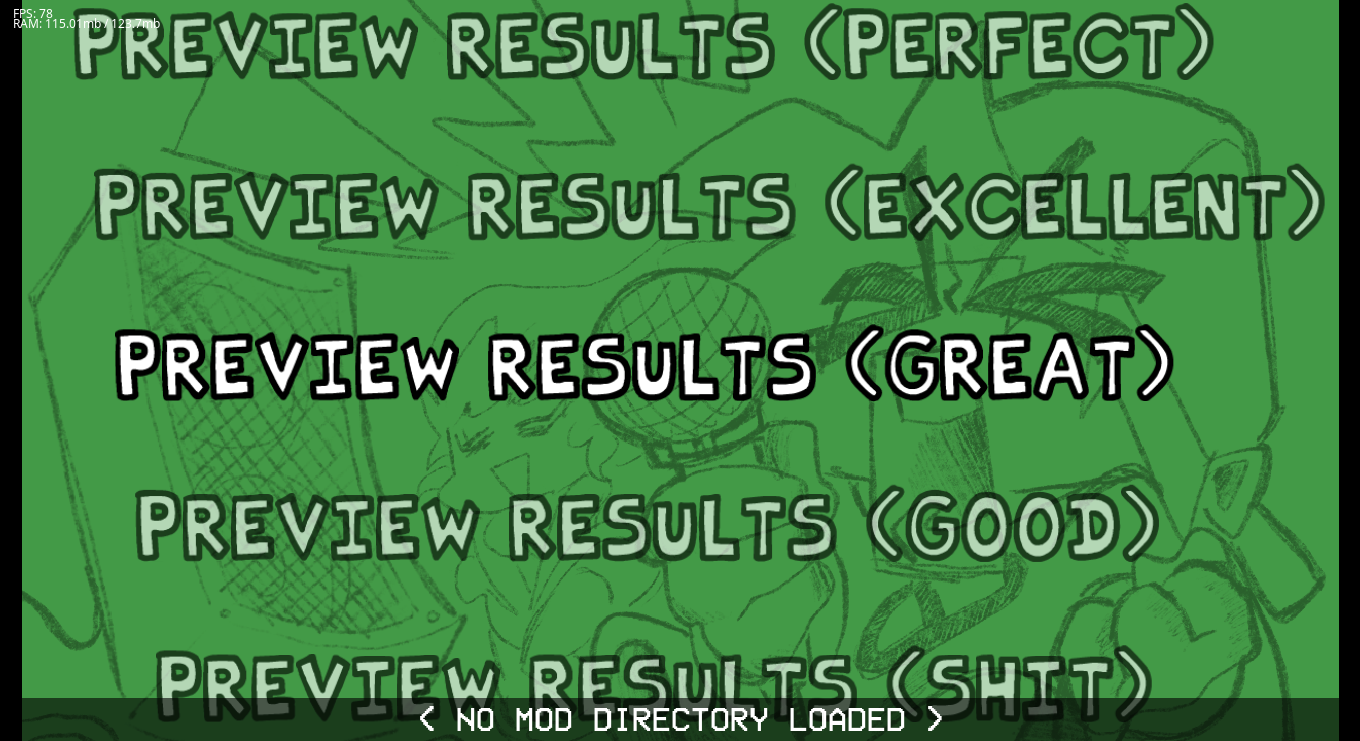 FPS: 78
RAM: 115.01mb / 123.7mb
PREVIEW RESULTS (PERFECT)
PREVIEW RESULTS (EXCELLENT)
PREVIEW RESULTS (GREAT)
PREVIEW RESULTS (GOOD)
PREVIEW RESULTS (SHIT)
< NO MOD DIRECTORY LOADED >